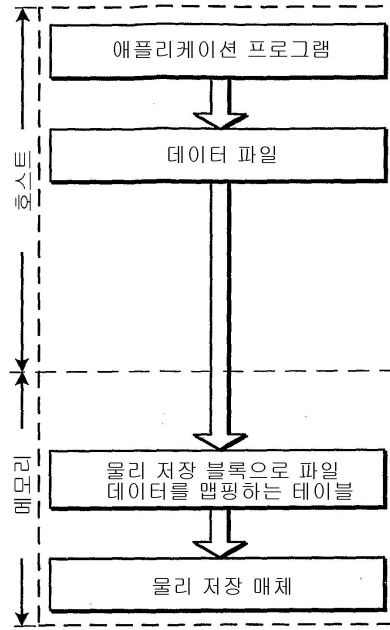 애플리케이션 프로그램
데이터 파일
호스트
물리 저장 블록으로 파일
데이터를 맵핑하는 테이블
메모리
물리 저장 매체